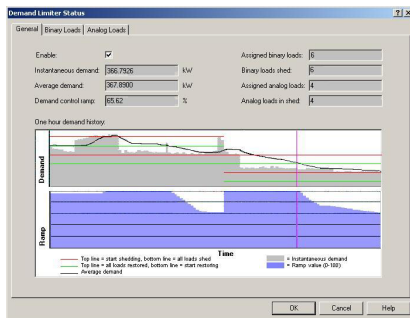 Demand Limiter Status
General Binary Loads Analog Loads
Enable:
Assigned binary loads: 6
Instantaneous demand: 366.7926 kW
Binary loads shed: 6
Average demand: 367.8900 kW
Assigned analog loads: 4
Demand control ramp: 65.62 %
Analog loads in shed: 4
One hour demand history:
Demand
Ramp
Time
Top line = start shedding, bottom line = all loads shed
= Instantaneous demand
Top line = all loads restored, bottom line = start restoring
= Ramp value (0-100)
Average demand
OK Cancel Help